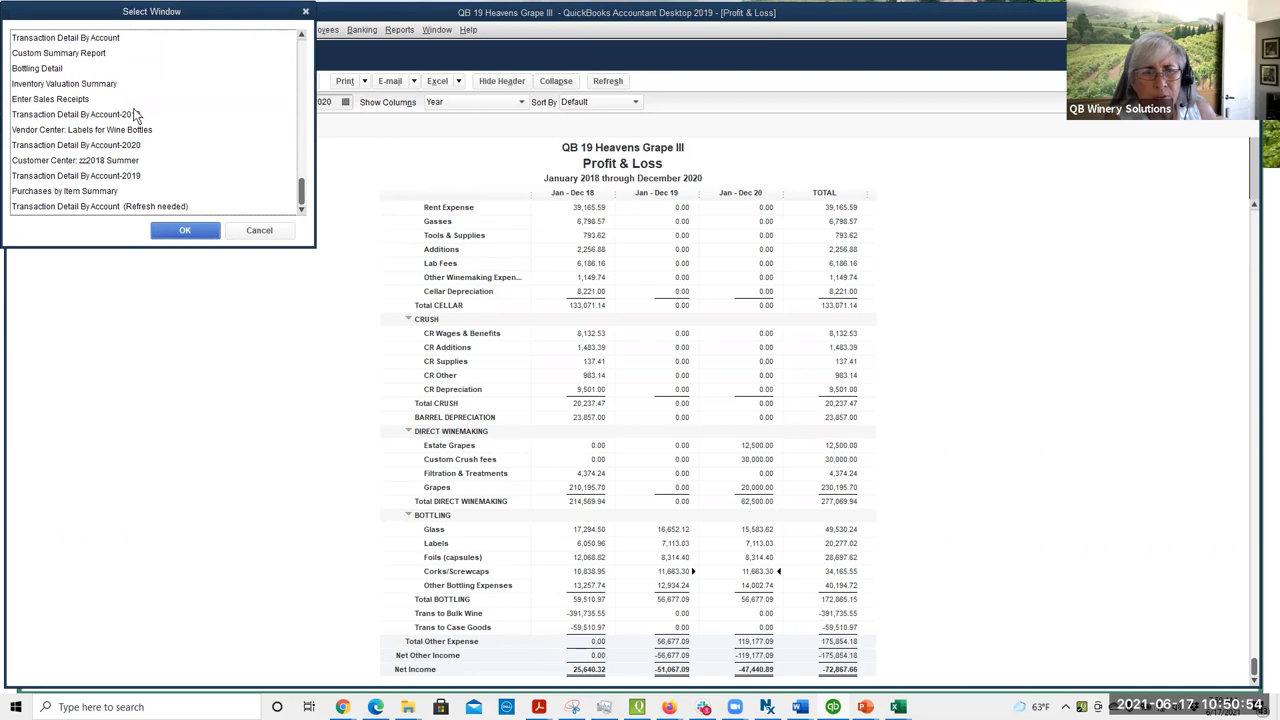 Select Window
QB 19 Heavens Grape III - QuickBooks Accountant Desktop 2019 - [Profit & Loss]
Banking Reports Window Help
Transaction Detail By Account
Custom Summary Report
Bottling Detail
Inventory Valuation Summary
Enter Sales Receipts
Transaction Detail By Account-20
Vendor Center: Labels for Wine Bottles
Transaction Detail By Account-2020
Customer Center: zz2018 Summer
Transaction Detail By Account-2019
Purchases by Item Summary
Transaction Detail By Account (Refresh needed)
OK Cancel
Print E-mail Excel Hide Header Collapse Refresh
Show Columns Year Sort By Default
QB Winery Solutions
QB 19 Heavens Grape III
Profit & Loss
January 2018 through December 2020
Jan - Dec 18 Jan - Dec 19 Jan - Dec 20 TOTAL
Rent Expense 39,165.59 0.00 0.00 39,165.59
Gasses 6,798.57 0.00 0.00 6,798.57
Tools & Supplies 793.62 0.00 0.00 793.62
Additions 2,256.88 0.00 0.00 2,256.88
Lab Fees 6,186.16 0.00 0.00 6,186.16
Other Winemaking Expen... 1,149.74 0.00 0.00 1,149.74
Cellar Depreciation 8,221.00 0.00 0.00 8,221.00
Total CELLAR 133,071.14 0.00 0.00 133,071.14
CRUSH
CR Wages & Benefits 8,132.53 0.00 0.00 8,132.53
CR Additions 1,483.39 0.00 0.00 1,483.39
CR Supplies 137.41 0.00 0.00 137.41
CR Other 983.14 0.00 0.00 983.14
CR Depreciation 9,501.00 0.00 0.00 9,501.00
Total CRUSH 20,237.47 0.00 0.00 20,237.47
BARREL DEPRECIATION 23,857.00 0.00 0.00 23,857.00
DIRECT WINEMAKING
Estate Grapes 0.00 0.00 12,500.00 12,500.00
Custom Crush fees 0.00 0.00 30,000.00 30,000.00
Filtration & Treatments 4,374.24 0.00 0.00 4,374.24
Grapes 210,195.70 0.00 20,000.00 230,195.70
Total DIRECT WINEMAKING 214,569.94 0.00 62,500.00 277,069.94
BOTTLING
Glass 17,294.50 16,652.12 15,583.62 49,530.24
Labels 6,050.96 7,113.03 7,113.03 20,277.02
Foils (capsules) 12,068.82 8,314.40 8,314.40 28,697.62
Corks/Screwcaps 10,838.95 11,663.30 11,663.30 34,165.55
Other Bottling Expenses 13,257.74 12,934.24 14,002.74 40,194.72
Total BOTTLING 59,510.97 56,677.09 56,677.09 172,865.15
Trans to Bulk Wine -391,735.55 0.00 0.00 -391,735.55
Trans to Case Goods -59,510.97 0.00 0.00 -59,510.97
Total Other Expense 0.00 56,677.09 119,177.09 175,854.18
Net Other Income 0.00 -56,677.09 -119,177.09 -175,854.18
Net Income 25,640.32 -51,067.09 -47,440.89 -72,867.66
Type here to search
63°F
2021-06-17 10:50:54